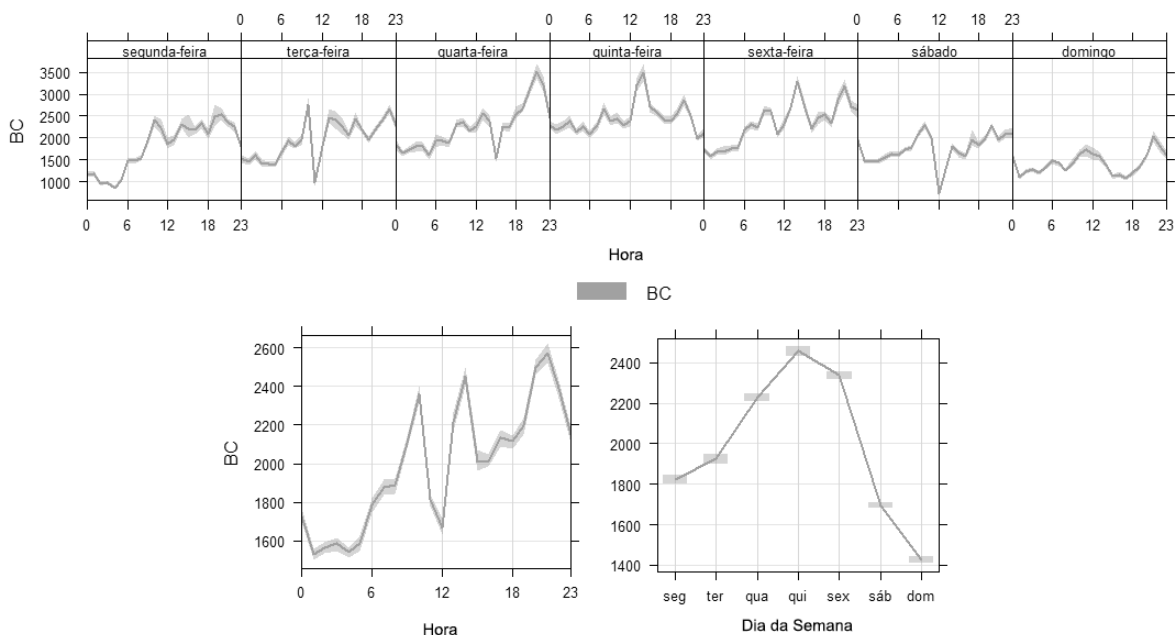 0 6 12 18 23 0 6 12 18 23 0 6 12 18 23
segunda-feira terça-feira quarta-feira quinta-feira sexta-feira sábado domingo
3500
3000
2500
2000
1500
1000
BC
0 6 12 18 23 0 6 12 18 23 0 6 12 18 23 0 6 12 18 23
Hora
BC
2600
2400
2200
2000
1800
1600
BC
0 6 12 18 23
Hora
2400
2200
2000
1800
1600
1400
seg ter qua qui sex sáb dom
Dia da Semana